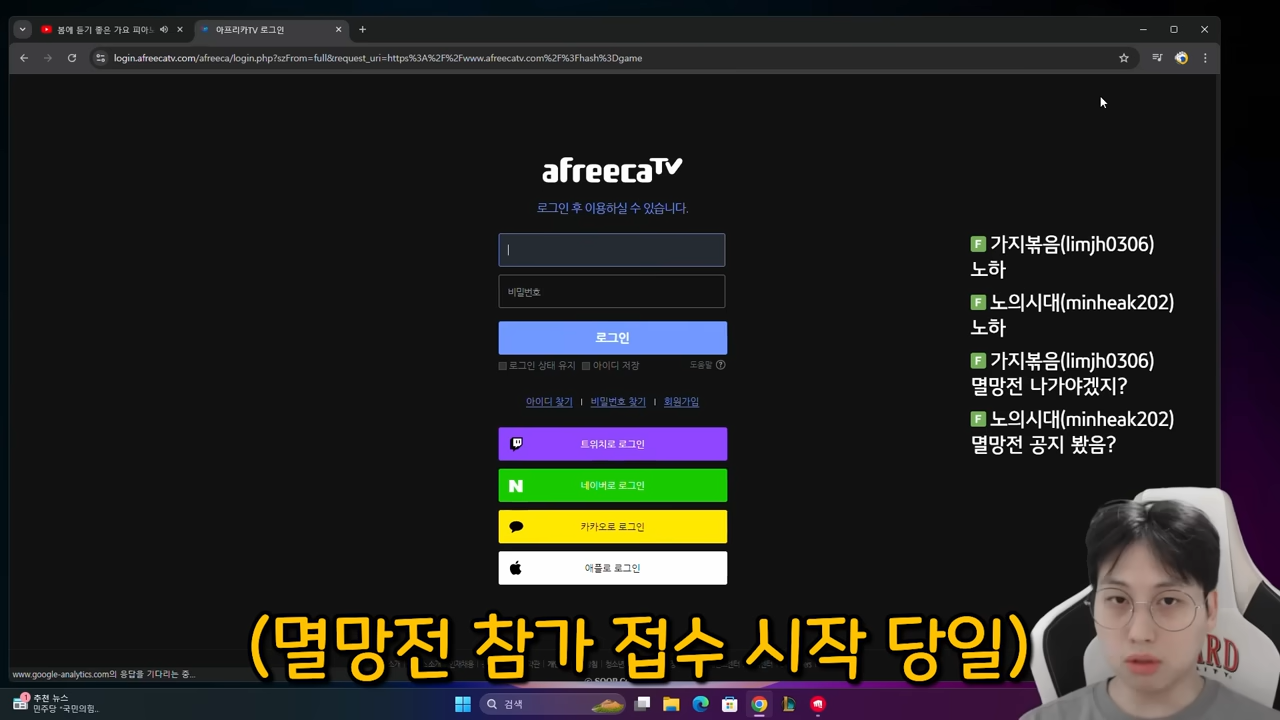 봄에 듣기 좋은 가요 피아노
아프리카TV 로그인
login.afreecatv.com/afreeca/login.php?szFrom=full&request_uri=https%3A%2F%2Fwww.afreecatv.com%2F%3Fhash%3Dgame
afreecaTV
로그인 후 이용하실 수 있습니다.
비밀번호
로그인
로그인 상태 유지 아이디 저장 도움말 ?
아이디 찾기 | 비밀번호 찾기 | 회원가입
트위치로 로그인
N 네이버로 로그인
카카오로 로그인
애플로 로그인
F 가지볶음(limjh0306)
노하
F 노의시대(minheak202)
노하
F 가지볶음(limjh0306)
멸망전 나가야겠지?
F 노의시대(minheak202)
멸망전 공지 봤음?
(멸망전 참가 접수 시작 당일)
www.google-analytics.com의 응답을 기다리는 중...
1 추천 뉴스
민주당 "국민의힘..
검색